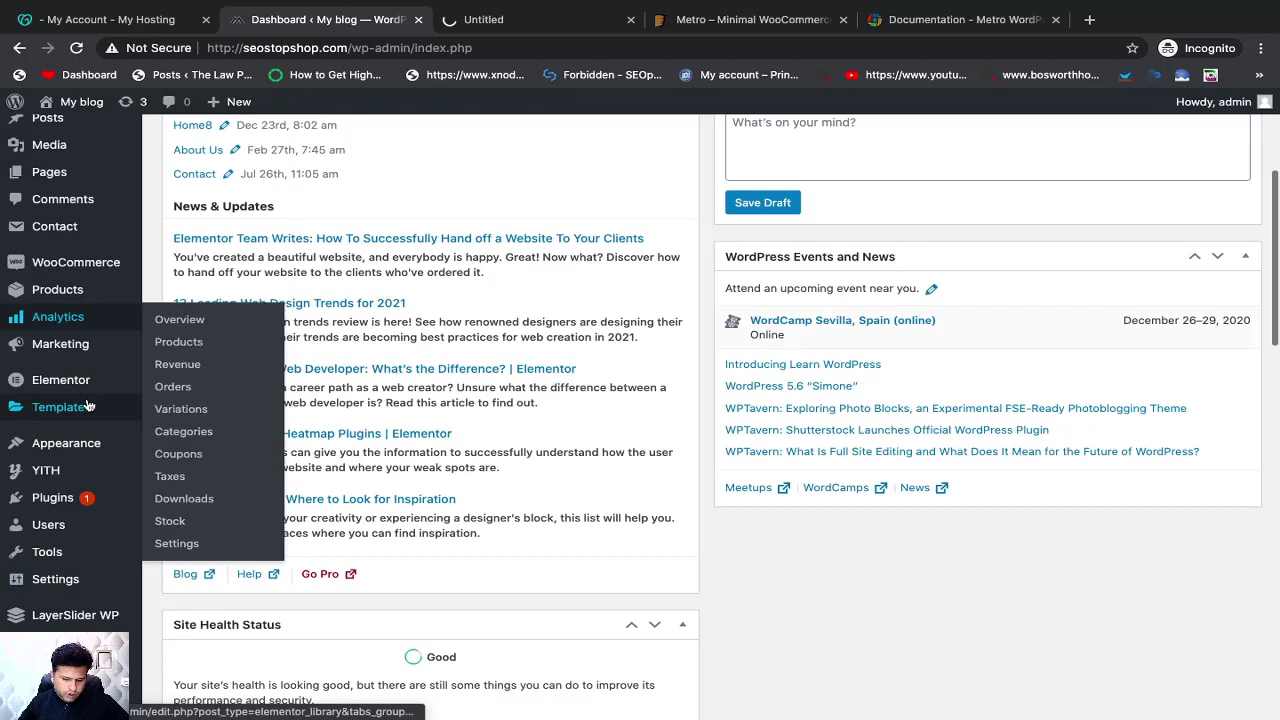 - My Account - WordPress
Dashboard ‹ My blog — WordP
Untitled
Metro – Minimal WooCommerc
Documentation - Metro WordP
Not Secure
http://seostopshop.com/wp-admin/index.php
Incognito
Dashboard
Posts ‹ The Law P...
How to Get High...
https://www.xnod...
Forbidden - SEOp...
My account – Prin...
https://www.youtu...
www.bosworthho...
»
My blog
3
0
New
Howdy, admin
Posts
Media
Pages
Comments
Contact
WooCommerce
Products
Analytics
Marketing
Elementor
Template
Appearance
YITH
Plugins 1
Users
Tools
Settings
LayerSlider WP
Overview
Products
Revenue
Orders
Variations
Categories
Coupons
Taxes
Downloads
Stock
Settings
Home8 Dec 23rd, 8:02 am
About Us Feb 27th, 7:45 am
Contact Jul 26th, 11:05 am
News & Updates
Elementor Team Writes: How To Successfully Hand off a Website To Your Clients
You've created a beautiful website, and everybody is happy. Great! Now what? Discover how
to hand off your website to the clients who've ordered it.
Web Design Trends for 2021
trends review is here! See how renowned designers are designing their
trends are becoming best practices for web creation in 2021.
Web Developer: What's the Difference? | Elementor
career path as a web creator? Unsure what the difference between a
web developer is? Read this article to find out.
Heatmap Plugins | Elementor
can give you the information to successfully understand how the
website and where your weak spots are.
Where to Look for Inspiration
your creativity or experiencing a designer's block, this list will help you.
aces where you can find inspiration.
Blog Help Go Pro
Site Health Status
Good
Your site's health is looking good, but there are still some things you can do to improve its
performance and security.
What's on your mind?
Save Draft
WordPress Events and News
Attend an upcoming event near you.
WordCamp Sevilla, Spain (online) December 26–29, 2020
Online
Introducing Learn WordPress
WordPress 5.6 “Simone”
WPTavern: Exploring Photo Blocks, an Experimental FSE-Ready Photoblogging Theme
WPTavern: Shutterstock Launches Official WordPress Plugin
WPTavern: What Is Full Site Editing and What Does It Mean for the Future of WordPress?
Meetups WordCamps News
min/edit.php?post_type=elementor_library&tabs_group...